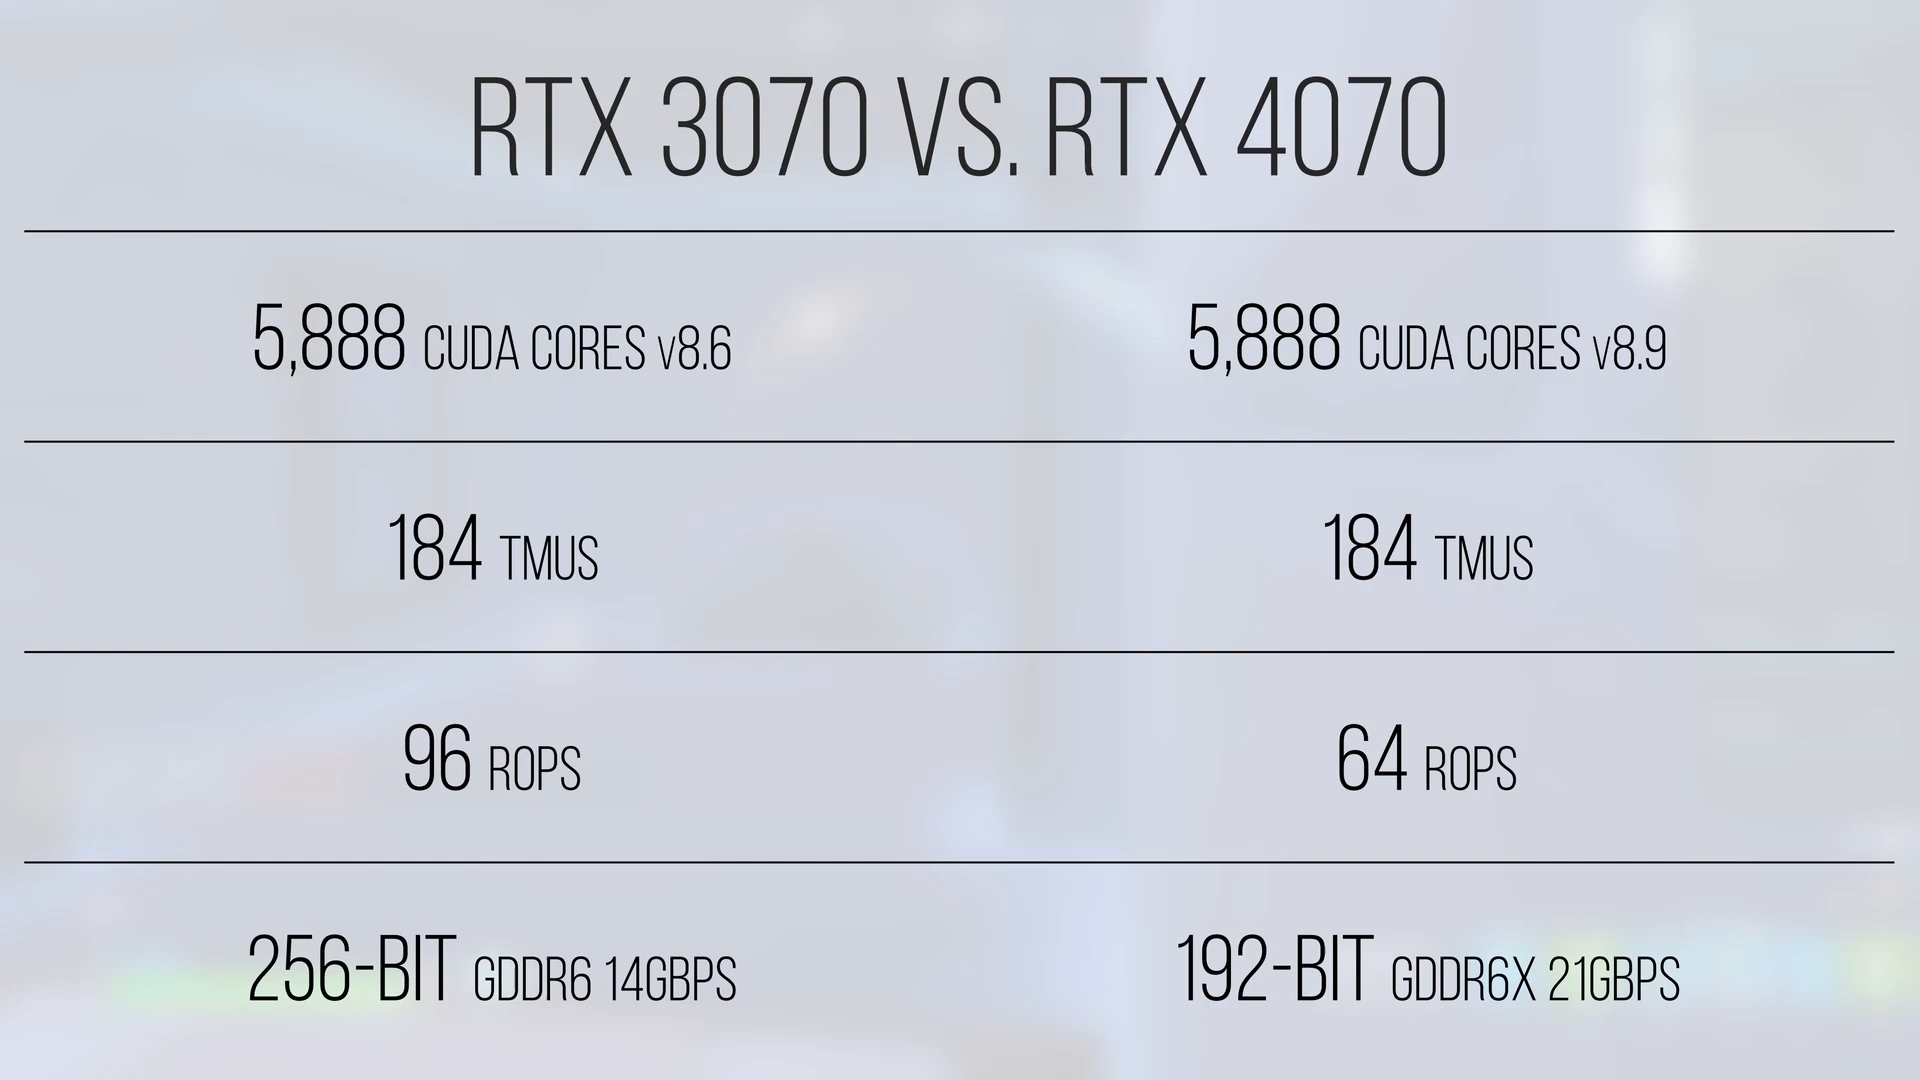 RTX 3070 VS. RTX 4070
5,888 CUDA CORES v8.6
5,888 CUDA CORES v8.9
184 TMUS
184 TMUS
96 ROPS
64 ROPS
256-BIT GDDR6 14GBPS
192-BIT GDDR6X 21GBPS